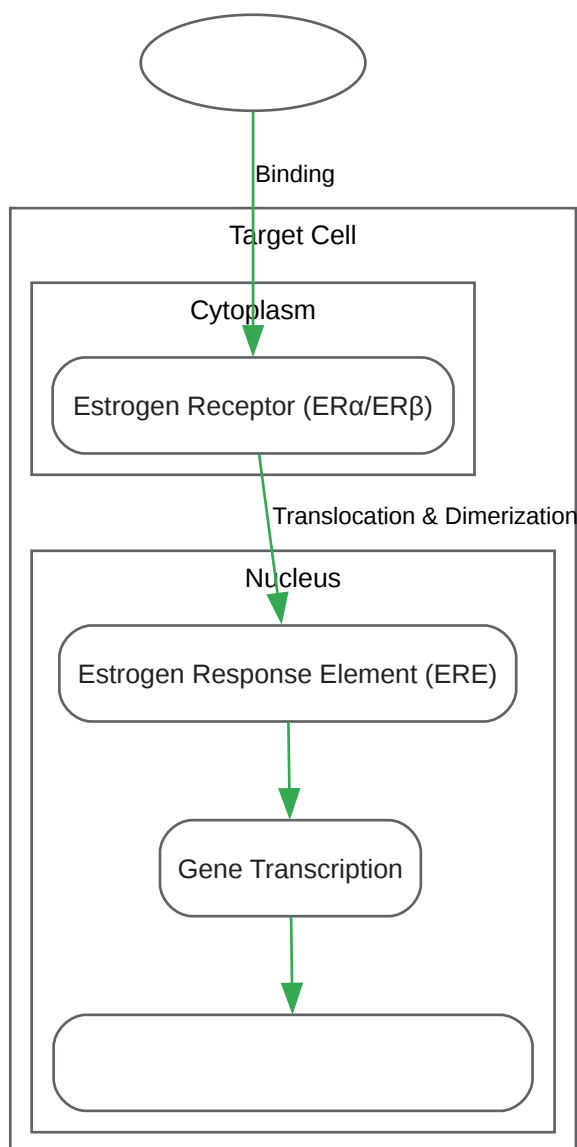 Binding
Target Cell
Cytoplasm
Estrogen Receptor (ERα/ERβ)
Translocation & Dimerization
Nucleus
Estrogen Response Element (ERE)
Gene Transcription